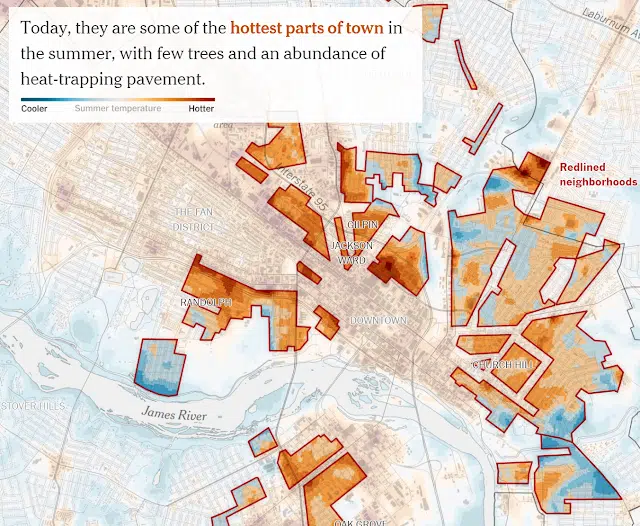 Today, they are some of the hottest parts of town in
the summer, with few trees and an abundance of
heat-trapping pavement.
Cooler Summer temperature Hotter
Laburnum Av
area
Redlined
neighborhoods
Interstate 95
THE FAN
DISTRICT
GILPIN
JACKSON
WARD
RANDOLPH
DOWNTOWN
CHURCH HILL
STOVER HILLS
James River
OAK GROVE